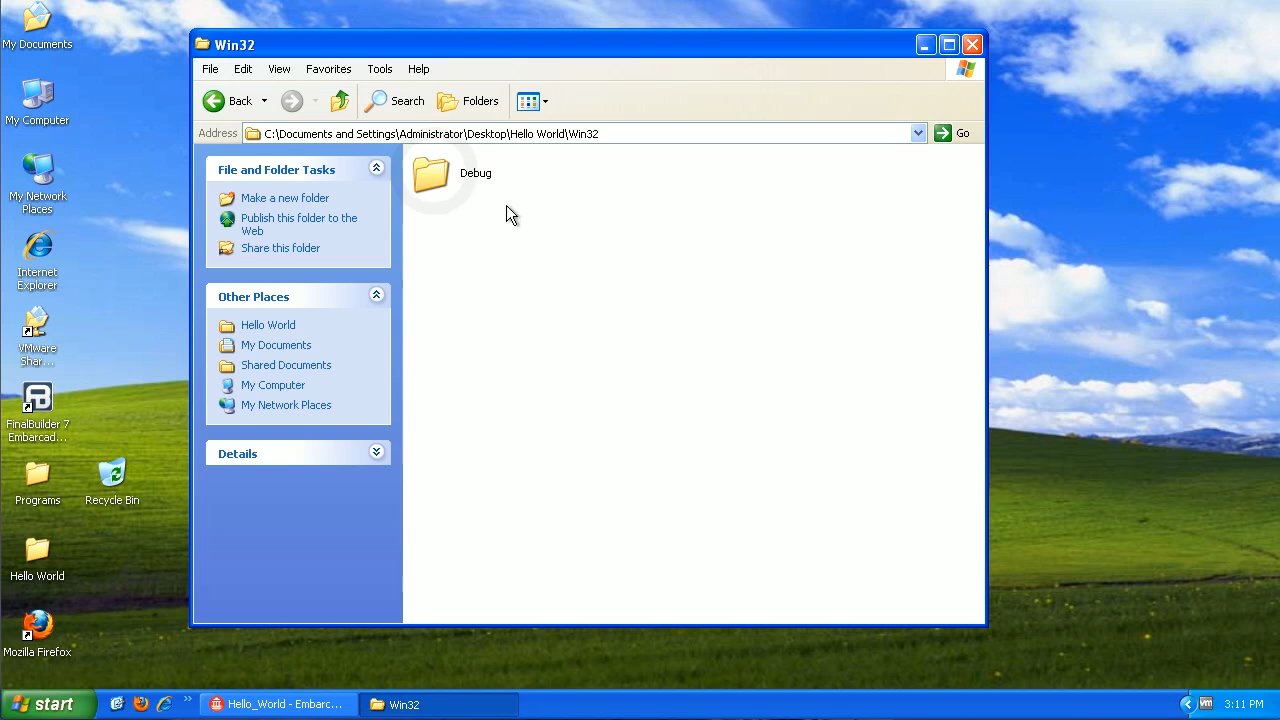 My Documents
My Computer
My Network
Places
Internet
Explorer
VMware
Shar...
FinalBuilder 7
Embarcad...
Programs
Recycle Bin
Hello World
Mozilla Firefox
Win32
File Edit View Favorites Tools Help
Back Search Folders
Address C:\Documents and Settings\Administrator\Desktop\Hello World\Win32 Go
File and Folder Tasks
Make a new folder
Publish this folder to the
Web
Share this folder
Other Places
Hello World
My Documents
Shared Documents
My Computer
My Network Places
Details
Debug
start Hello_World - Embarc... Win32 vm 3:11 PM